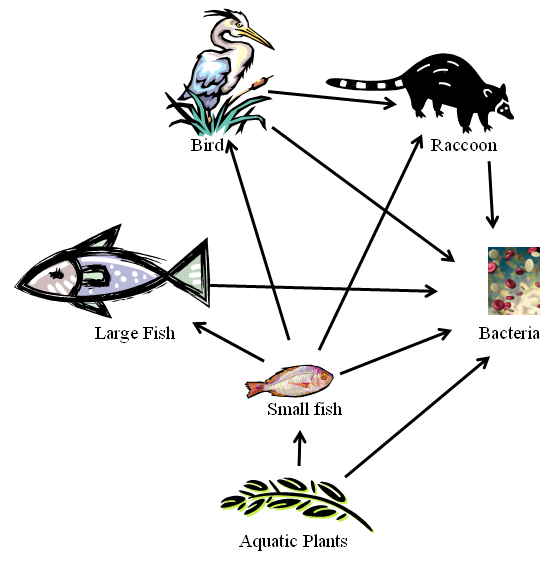 Bird
Raccoon
Large Fish
Bacteria
Small fish
Aquatic Plants